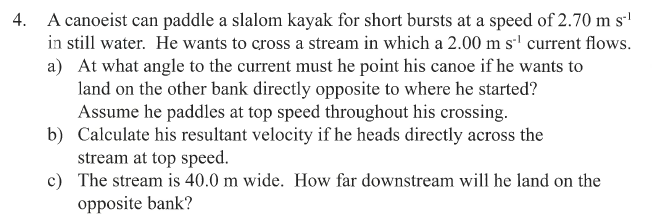 4. A canoeist can paddle a slalom kayak for short bursts at a speed of 2.70 m s⁻¹
in still water. He wants to cross a stream in which a 2.00 m s⁻¹ current flows.
a) At what angle to the current must he point his canoe if he wants to
land on the other bank directly opposite to where he started?
Assume he paddles at top speed throughout his crossing.
b) Calculate his resultant velocity if he heads directly across the
stream at top speed.
c) The stream is 40.0 m wide. How far downstream will he land on the
opposite bank?